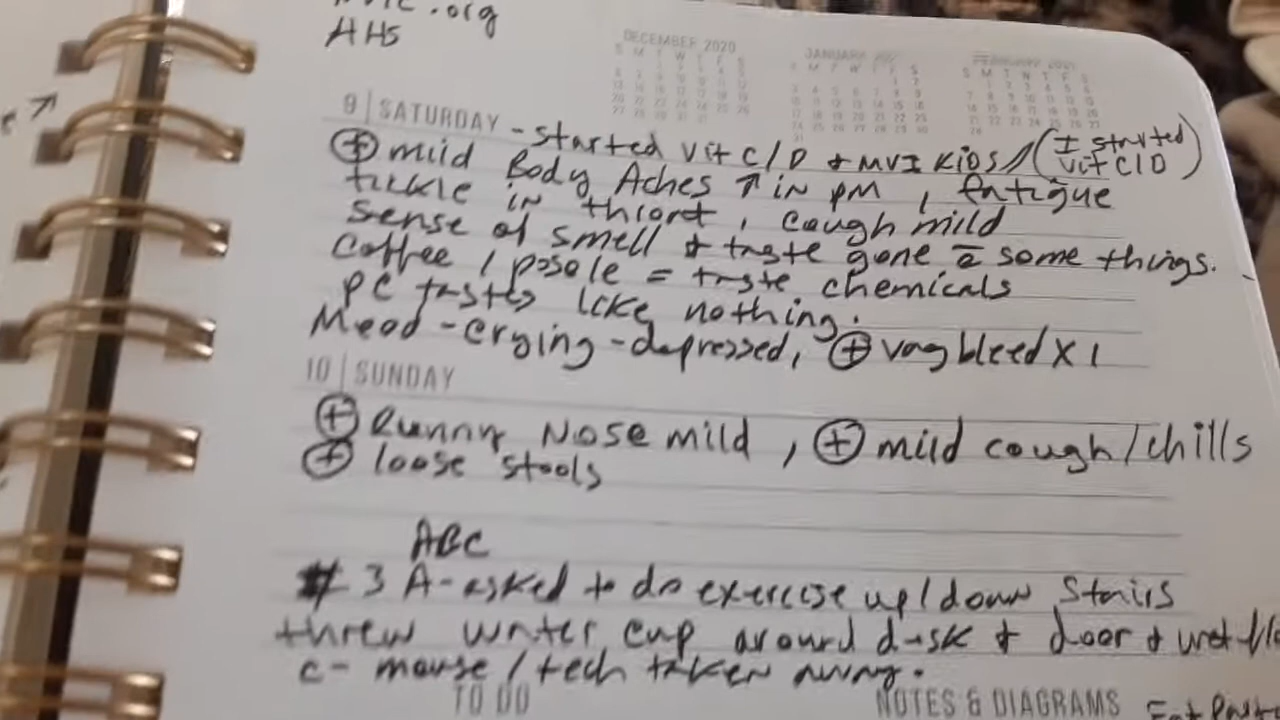 .org
AHS
DECEMBER 2020
JANUARY
FEBRUARY 2021
9 | SATURDAY - started Vit C/D + MVI KIDS / (I started Vit C/D)
⊕ mild Body Aches ↑ in pm, fatigue
tickle in thiort, cough mild
sense of smell & taste gone c̄ some things.
Coffee / posole = taste chemicals
PC tastes like nothing.
Mood - crying - depressed, ⊕ vag bleed X 1
10 | SUNDAY
⊕ Runny Nose mild, ⊕ mild cough/chills
⊕ loose stools
ABC
# 3 A - asked to do exercise up/down stairs
threw water cup around desk & door &
C - mouse / tech taken away.
TO DO
NOTES & DIAGRAMS